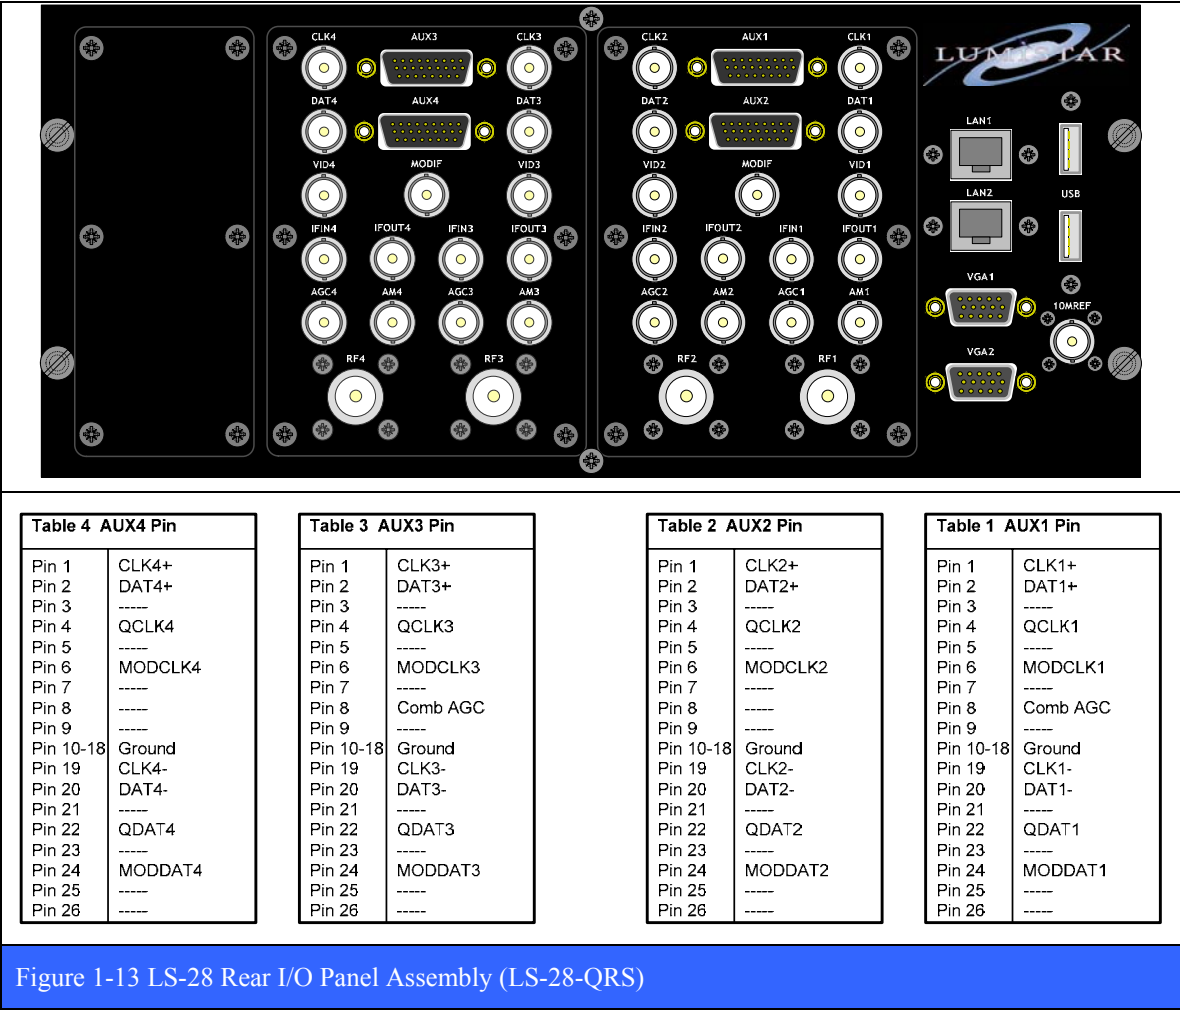 CLK4 AUX3 CLK3 CLK2 AUX1 CLK1
LUMISTAR
DAT4 AUX4 DAT3 DAT2 AUX2 DAT1
LAN1
VID4 MODIF VID3 VID2 MODIF VID1
LAN2 USB
IFIN4 IFOUT4 IFIN3 IFOUT3 IFIN2 IFOUT2 IFIN1 IFOUT1
VGA1
AGC4 AM4 AGC3 AM3 AGC2 AM2 AGC1 AM1
10MREF
VGA2
RF4 RF3 RF2 RF1
Table 4 AUX4 Pin
Pin 1 CLK4+
Pin 2 DAT4+
Pin 3 -----
Pin 4 QCLK4
Pin 5 -----
Pin 6 MODCLK4
Pin 7 -----
Pin 8 -----
Pin 9 -----
Pin 10-18 Ground
Pin 19 CLK4-
Pin 20 DAT4-
Pin 21 -----
Pin 22 QDAT4
Pin 23 -----
Pin 24 MODDAT4
Pin 25 -----
Pin 26 -----
Table 3 AUX3 Pin
Pin 1 CLK3+
Pin 2 DAT3+
Pin 3 -----
Pin 4 QCLK3
Pin 5 -----
Pin 6 MODCLK3
Pin 7 -----
Pin 8 Comb AGC
Pin 9 -----
Pin 10-18 Ground
Pin 19 CLK3-
Pin 20 DAT3-
Pin 21 -----
Pin 22 QDAT3
Pin 23 -----
Pin 24 MODDAT3
Pin 25 -----
Pin 26 -----
Table 2 AUX2 Pin
Pin 1 CLK2+
Pin 2 DAT2+
Pin 3 -----
Pin 4 QCLK2
Pin 5 -----
Pin 6 MODCLK2
Pin 7 -----
Pin 8 -----
Pin 9 -----
Pin 10-18 Ground
Pin 19 CLK2-
Pin 20 DAT2-
Pin 21 -----
Pin 22 QDAT2
Pin 23 -----
Pin 24 MODDAT2
Pin 25 -----
Pin 26 -----
Table 1 AUX1 Pin
Pin 1 CLK1+
Pin 2 DAT1+
Pin 3 -----
Pin 4 QCLK1
Pin 5 -----
Pin 6 MODCLK1
Pin 7 -----
Pin 8 Comb AGC
Pin 9 -----
Pin 10-18 Ground
Pin 19 CLK1-
Pin 20 DAT1-
Pin 21 -----
Pin 22 QDAT1
Pin 23 -----
Pin 24 MODDAT1
Pin 25 -----
Pin 26 -----
Figure 1-13 LS-28 Rear I/O Panel Assembly (LS-28-QRS)